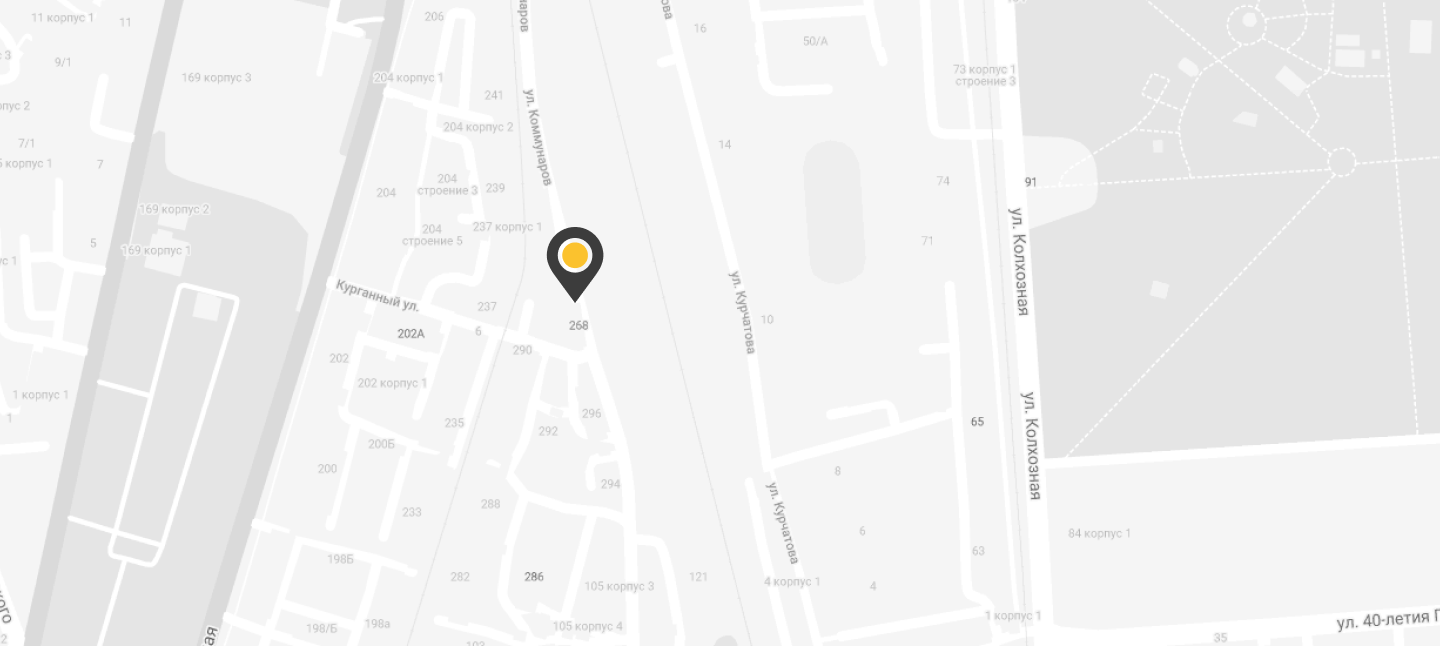 206
наров
ова
16
11 корпус 1
11
50/А
9/1
169 корпус 3
204 корпус 1
73 корпус 1
строение 3
241
204 корпус 2
ул. Коммунаров
7/1
14
корпус 1
7
204
204
строение 3
239
74
91
169 корпус 2
204
строение 5
237 корпус 1
5
169 корпус 1
71
ул. Колхозная
Курганный ул.
237
268
ул. Курчатова
10
202А
6
290
202
202 корпус 1
1 корпус 1
1
296
235
292
65
200Б
200
8
ул. Колхозная
294
288
233
ул. Курчатова
6
84 корпус 1
198Б
63
282
286
105 корпус 3
121
4 корпус 1
4
кого
198/Б
198а
105 корпус 4
1 корпус 1
ул. 40-летия П
35
ая